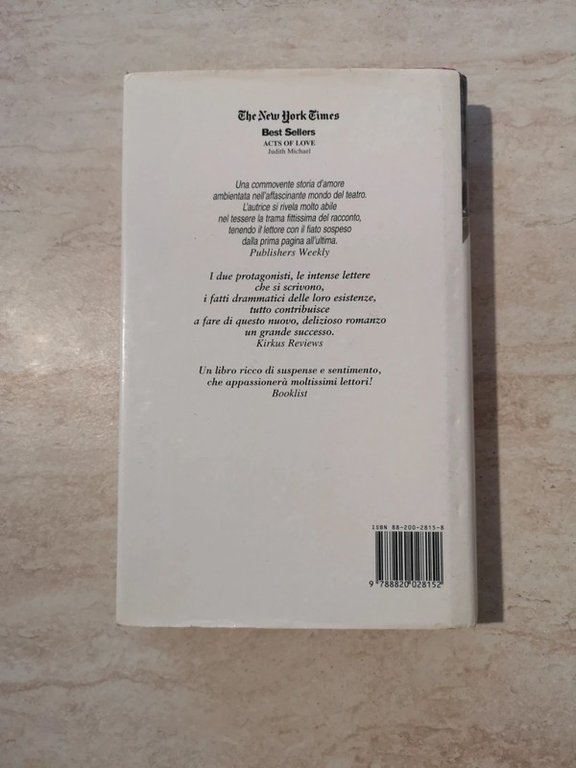 The New York Times
Best Sellers
ACTS OF LOVE
Judith Michael
Una commovente storia d'amore
ambientata nell'affascinante mondo del teatro.
L'autrice si rivela molto abile
nel tessere la trama fittissima del racconto,
tenendo il lettore con il fiato sospeso
dalla prima pagina all'ultima.
Publishers Weekly
I due protagonisti, le intense lettere
che si scrivono,
i fatti drammatici delle loro esistenze,
tutto contribuisce
a fare di questo nuovo, delizioso romanzo
un grande successo.
Kirkus Reviews
Un libro ricco di suspense e sentimento,
che appassionerà moltissimi lettori!
Booklist
ISBN 88-200-2815-8
9 788820 028152